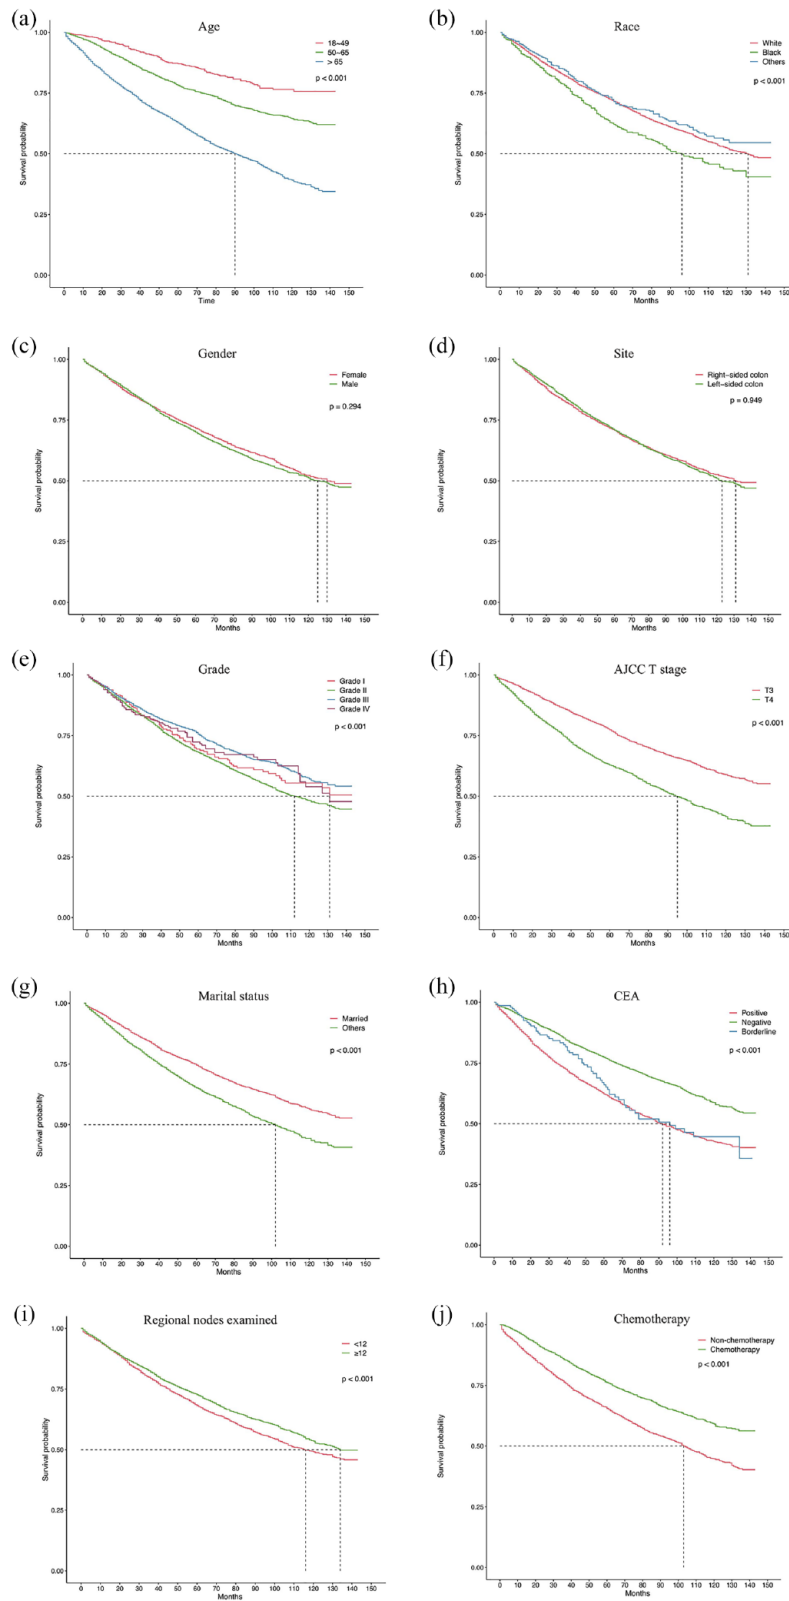 (a)
Age
18~49
50~65
> 65
p < 0.001
Survival probability
1.00
0.75
0.50
0.25
0.00
0 10 20 30 40 50 60 70 80 90 100 110 120 130 140 150
Time
(b)
Race
White
Black
Others
p < 0.001
Survival probability
1.00
0.75
0.50
0.25
0.00
0 10 20 30 40 50 60 70 80 90 100 110 120 130 140 150
Months
(c)
Gender
Female
Male
p = 0.294
Survival probability
1.00
0.75
0.50
0.25
0.00
0 10 20 30 40 50 60 70 80 90 100 110 120 130 140 150
Months
(d)
Site
Right-sided colon
Left-sided colon
p = 0.949
Survival probability
1.00
0.75
0.50
0.25
0.00
0 10 20 30 40 50 60 70 80 90 100 110 120 130 140 150
Months
(e)
Grade
Grade I
Grade II
Grade III
Grade IV
p < 0.001
Survival probability
1.00
0.75
0.50
0.25
0.00
0 10 20 30 40 50 60 70 80 90 100 110 120 130 140 150
Months
(f)
AJCC T stage
T3
T4
p < 0.001
Survival probability
1.00
0.75
0.50
0.25
0.00
0 10 20 30 40 50 60 70 80 90 100 110 120 130 140 150
Months
(g)
Marital status
Married
Others
p < 0.001
Survival probability
1.00
0.75
0.50
0.25
0.00
0 10 20 30 40 50 60 70 80 90 100 110 120 130 140 150
Months
(h)
CEA
Positive
Negative
Borderline
p < 0.001
Survival probability
1.00
0.75
0.50
0.25
0.00
0 10 20 30 40 50 60 70 80 90 100 110 120 130 140 150
Months
(i)
Regional nodes examined
<12
≥12
p < 0.001
Survival probability
1.00
0.75
0.50
0.25
0.00
0 10 20 30 40 50 60 70 80 90 100 110 120 130 140 150
Months
(j)
Chemotherapy
Non-chemotherapy
Chemotherapy
p < 0.001
Survival probability
1.00
0.75
0.50
0.25
0.00
0 10 20 30 40 50 60 70 80 90 100 110 120 130 140 150
Months